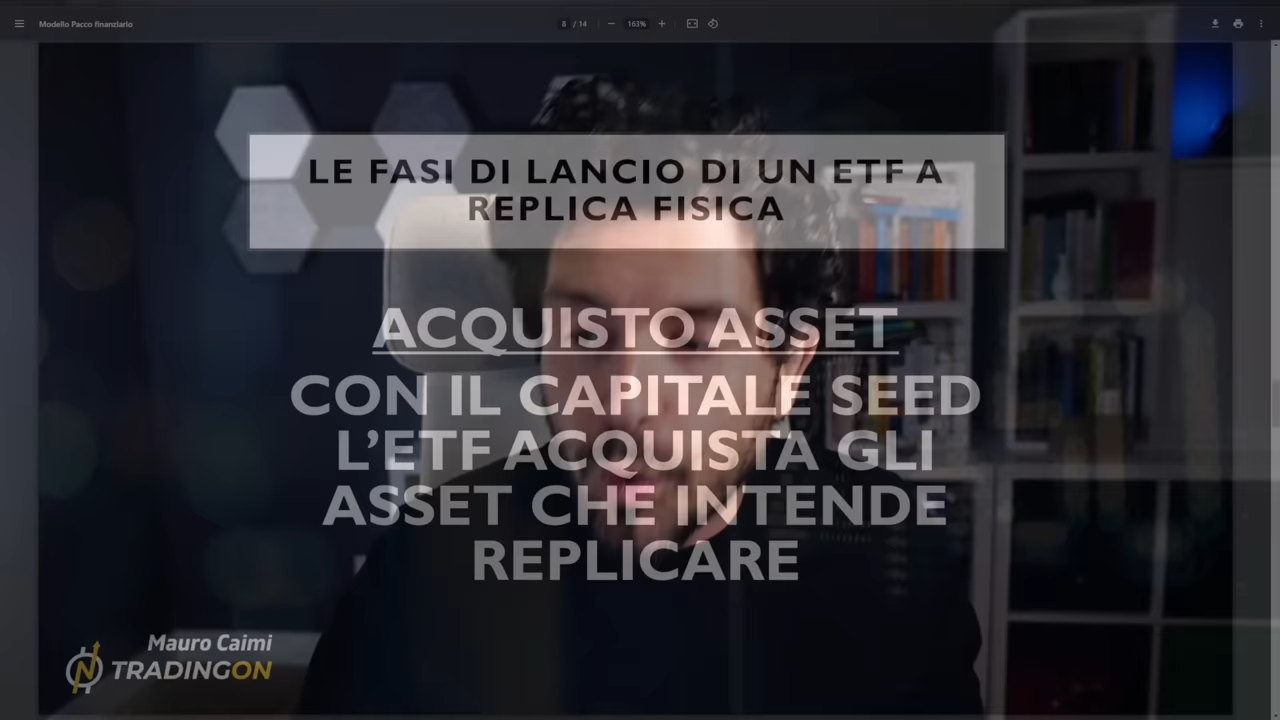 Modello Pacco finanziario
8 / 14
163%
LE FASI DI LANCIO DI UN ETF A
REPLICA FISICA
ACQUISTO ASSET
CON IL CAPITALE SEED
L’ETF ACQUISTA GLI
ASSET CHE INTENDE
REPLICARE
Mauro Caimi
TRADINGON